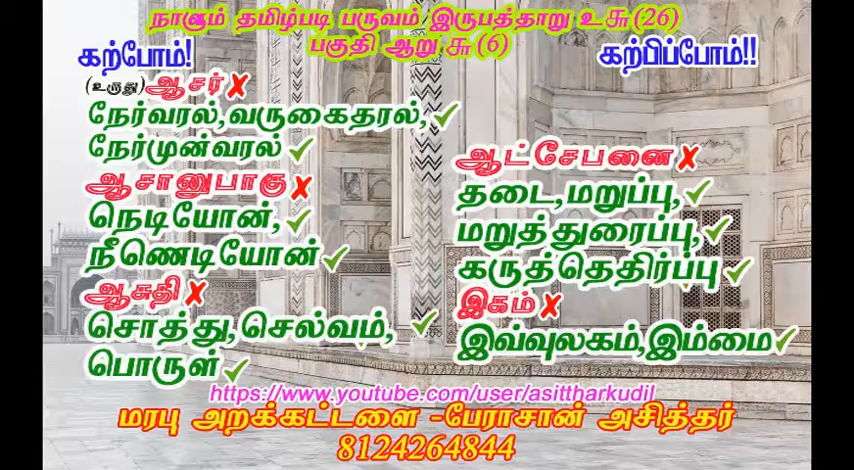 நாளும் தமிழ்படி பருவம் இருபத்தாறு உ௬ (26)
பகுதி ஆறு ௬ (6)
கற்போம்!
கற்பிப்போம்!!
(உருது) ஆசர் ✗
நேர்வரல்,வருகைதரல், ✓
நேர்முன்வரல் ✓
ஆசானுபாகு ✗
நெடியோன், ✓
நீணெடியோன் ✓
ஆசுதி ✗
சொத்து,செல்வம், ✓
பொருள் ✓
ஆட்சேபனை ✗
தடை,மறுப்பு, ✓
மறுத்துரைப்பு, ✓
கருத்தெதிர்ப்பு ✓
இகம் ✗
இவ்வுலகம்,இம்மை ✓
https://www.youtube.com/user/asittharkudil
மரபு அறக்கட்டளை -பேராசான் அசித்தர்
8124264844